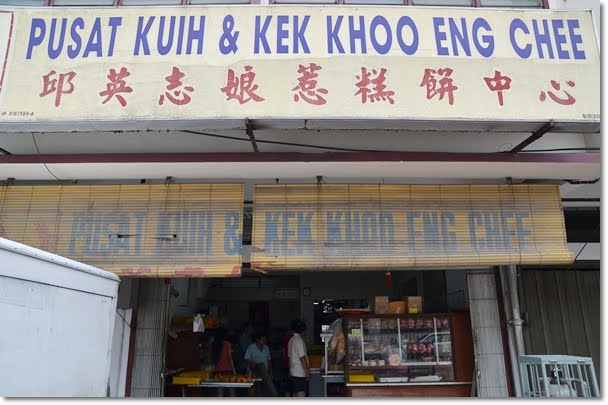 PUSAT KUIH & KEK KHOO ENG CHEE
邱英志娘惹糕餅中心
PUSAT KUIH & KEK KHOO ENG CHEE